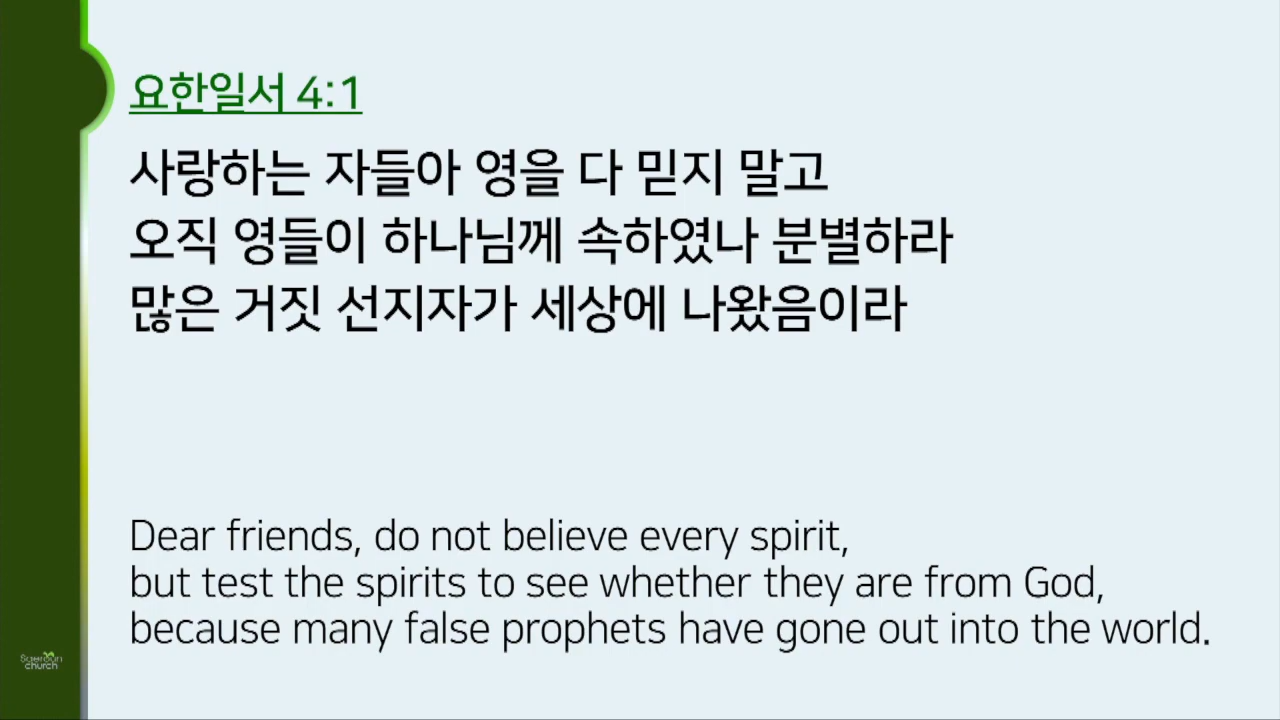 요한일서 4:1
사랑하는 자들아 영을 다 믿지 말고
오직 영들이 하나님께 속하였나 분별하라
많은 거짓 선지자가 세상에 나왔음이라
Dear friends, do not believe every spirit,
but test the spirits to see whether they are from God,
because many false prophets have gone out into the world.
church